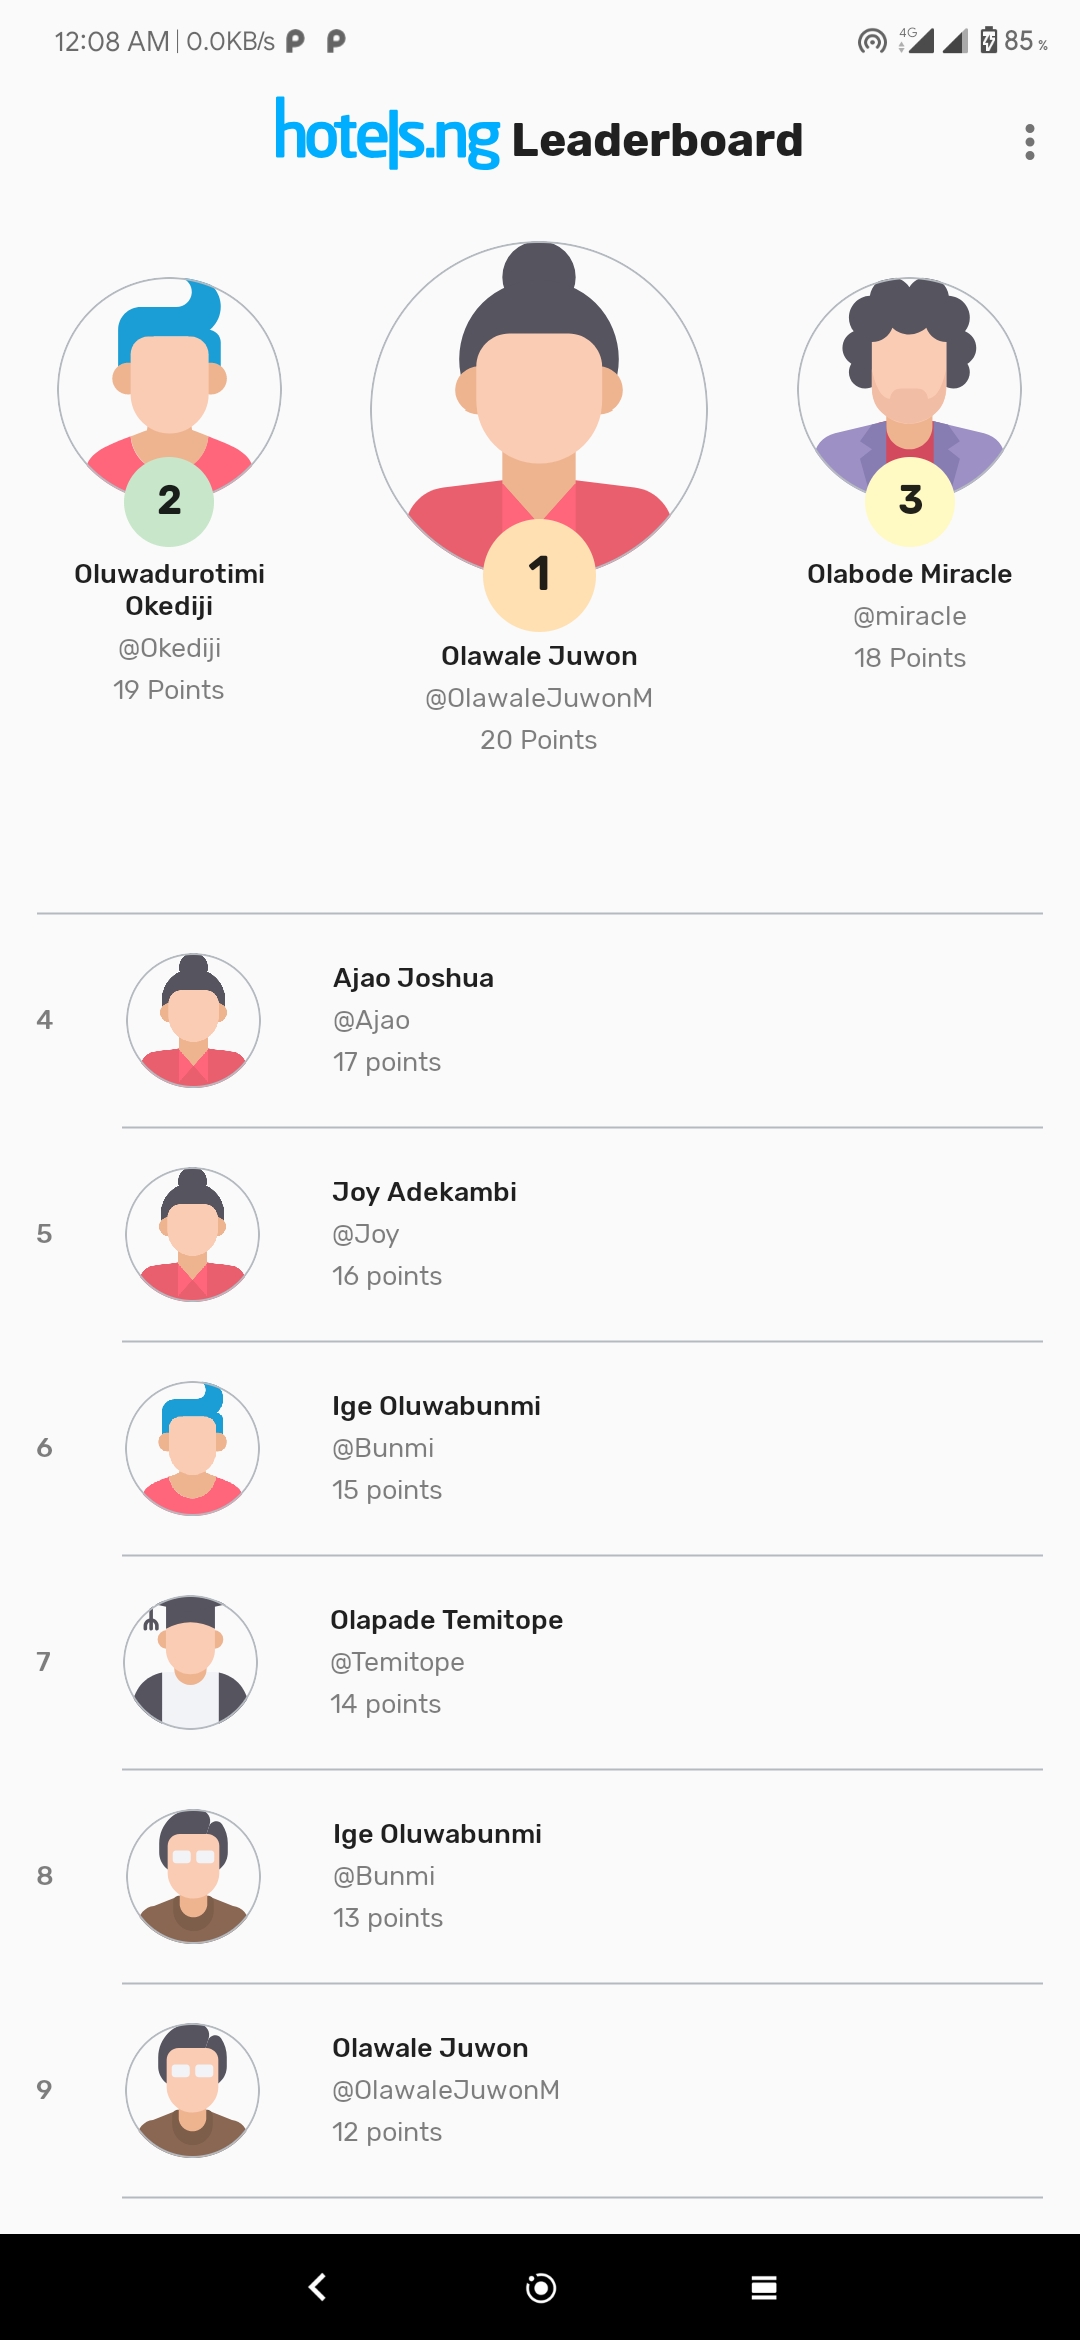 12:08 AM | 0.0KB/s
4G 75 85 %
hotels.ng Leaderboard
2
Oluwadurotimi
Okediji
@Okediji
19 Points
1
Olawale Juwon
@OlawaleJuwonM
20 Points
3
Olabode Miracle
@miracle
18 Points
4
Ajao Joshua
@Ajao
17 points
5
Joy Adekambi
@Joy
16 points
6
Ige Oluwabunmi
@Bunmi
15 points
7
Olapade Temitope
@Temitope
14 points
8
Ige Oluwabunmi
@Bunmi
13 points
9
Olawale Juwon
@OlawaleJuwonM
12 points